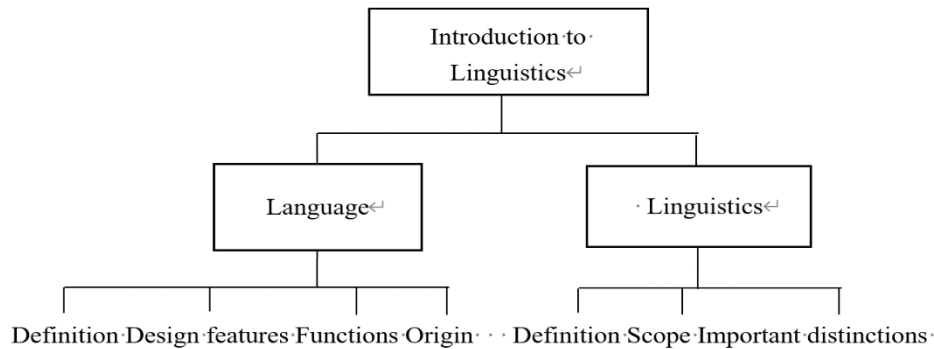 Introduction to
Linguistics
Language
Linguistics
Definition Design features Functions Origin Definition Scope Important distinctions